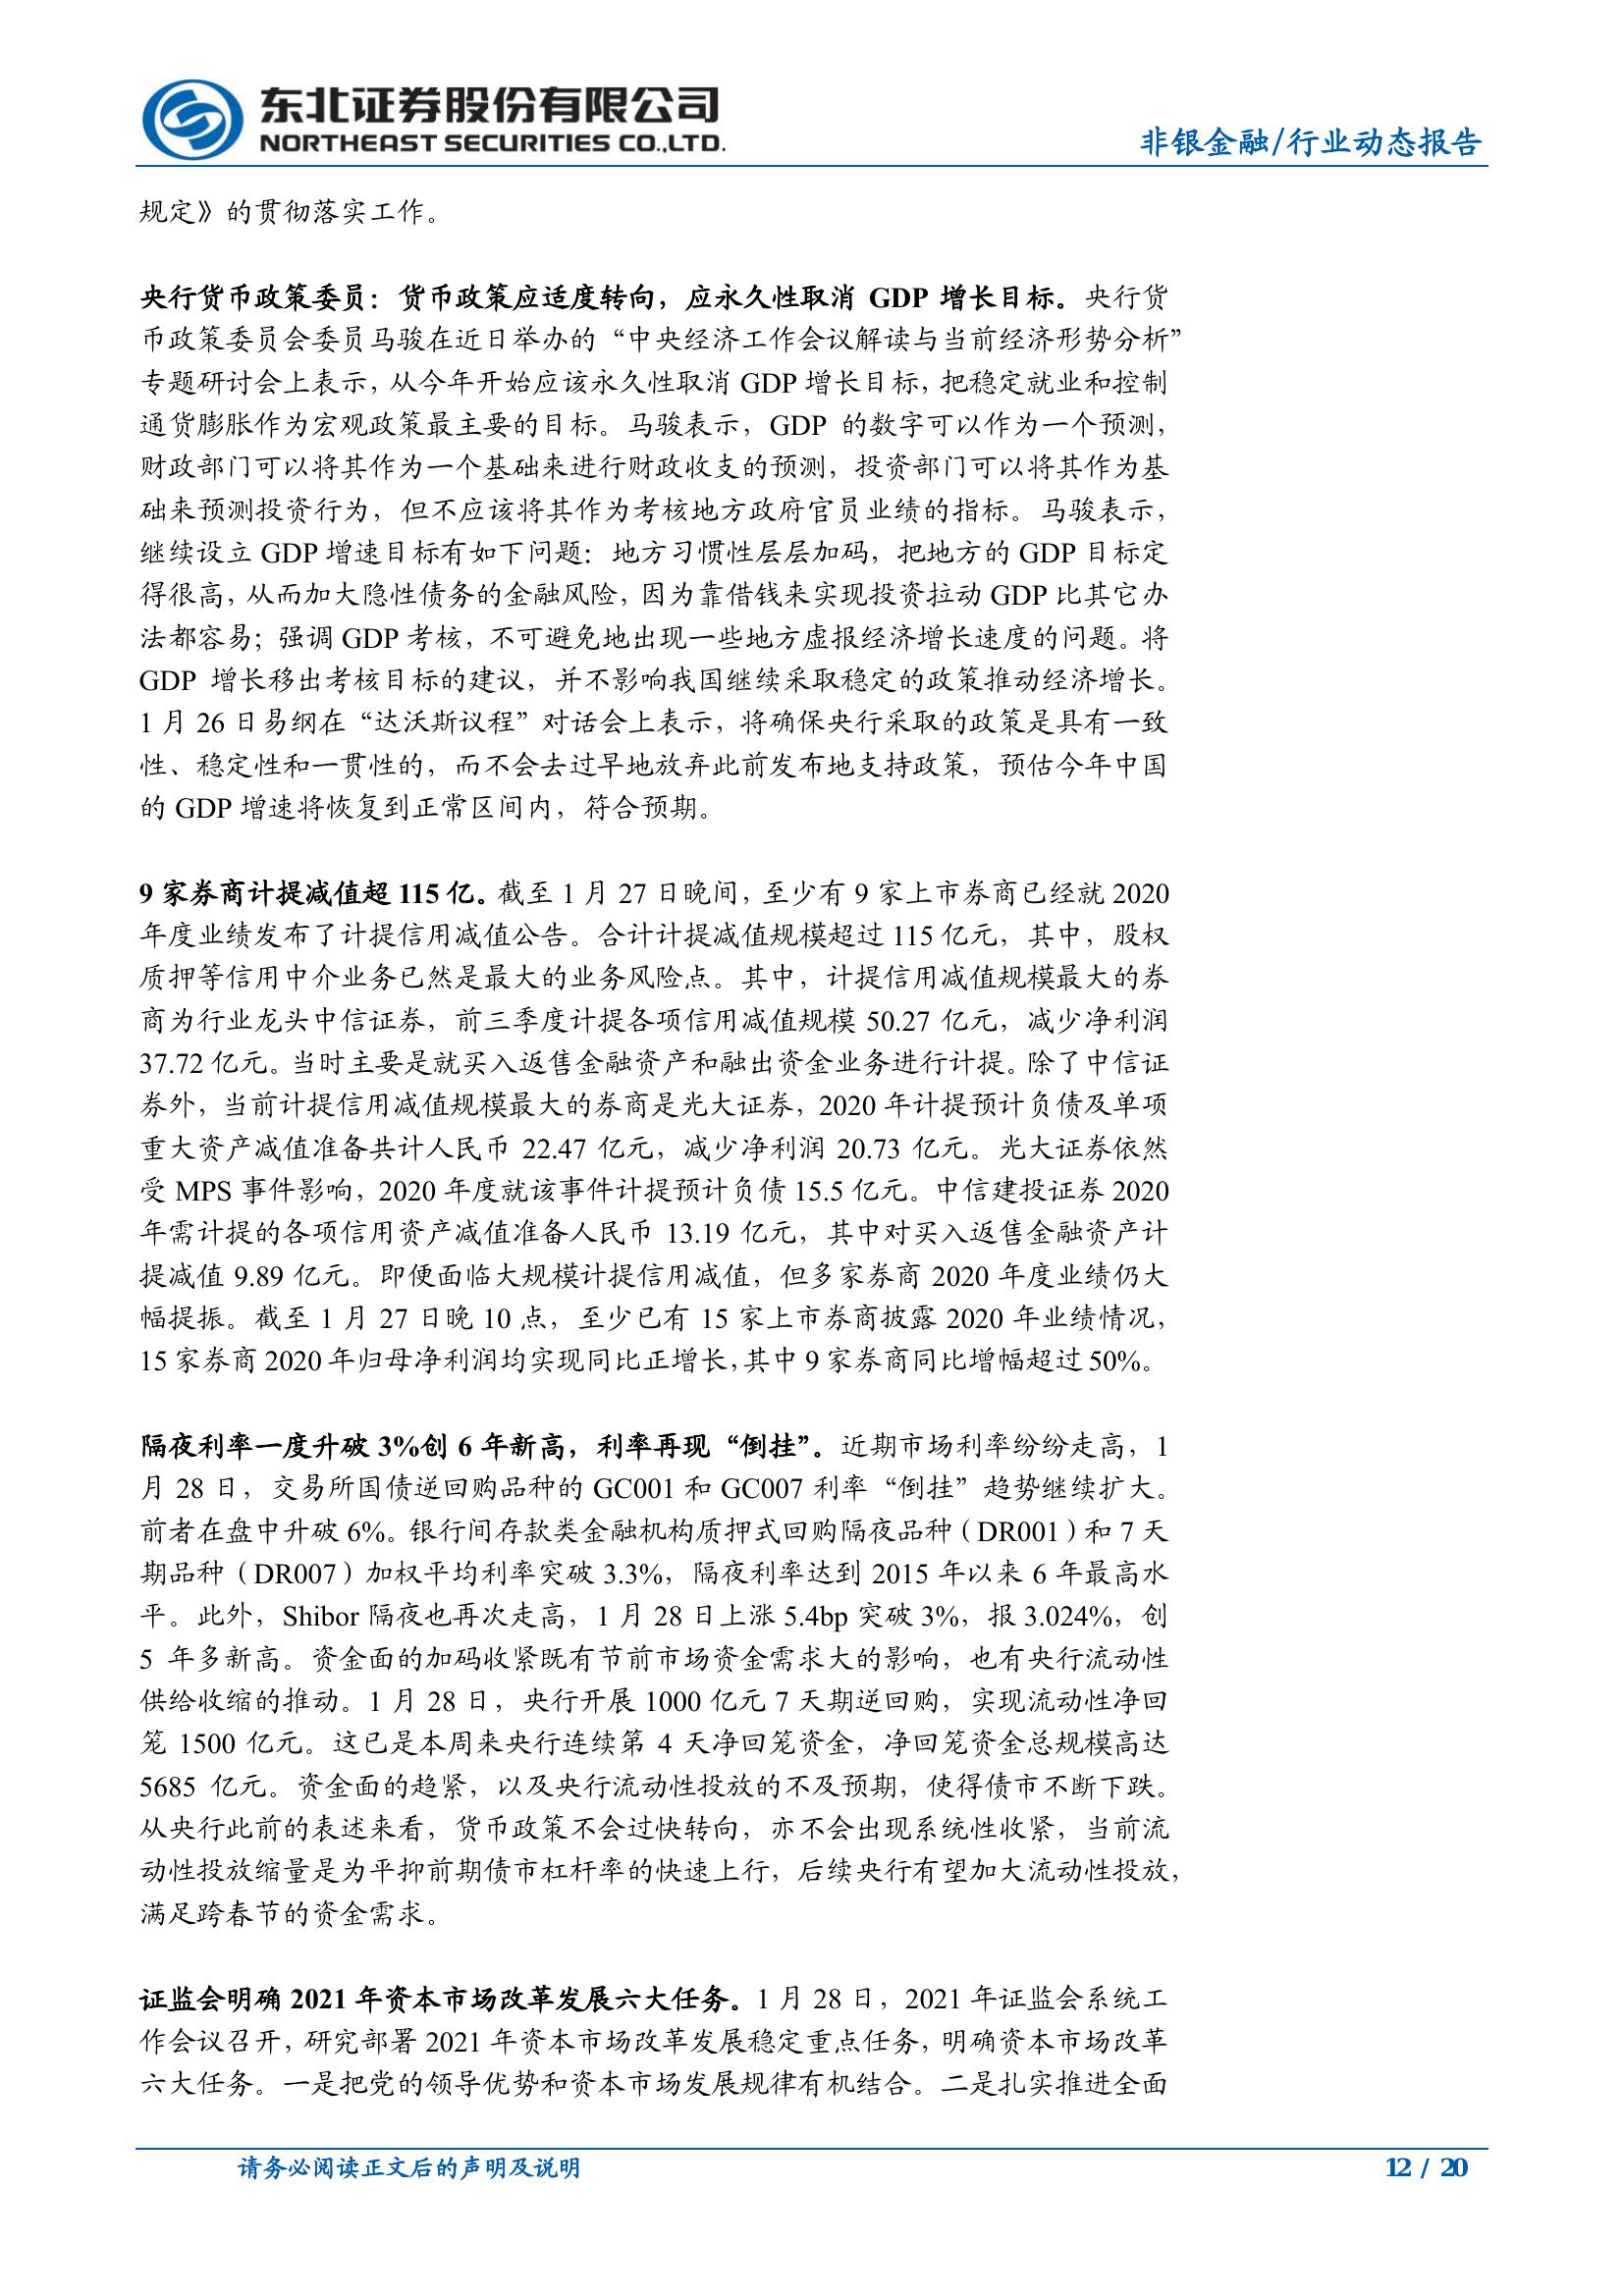 东北证券股份有限公司
NORTHEAST SECURITIES CO.,LTD.
非银金融/行业动态报告
规定》的贯彻落实工作。
央行货币政策委员：货币政策应适度转向，应永久性取消 GDP 增长目标。央行货
币政策委员会委员马骏在近日举办的“中央经济工作会议解读与当前经济形势分析”
专题研讨会上表示，从今年开始应该永久性取消 GDP 增长目标，把稳定就业和控制
通货膨胀作为宏观政策最主要的目标。马骏表示，GDP 的数字可以作为一个预测，
财政部门可以将其作为一个基础来进行财政收支的预测，投资部门可以将其作为基
础来预测投资行为，但不应该将其作为考核地方政府官员业绩的指标。马骏表示，
继续设立 GDP 增速目标有如下问题：地方习惯性层层加码，把地方的 GDP 目标定
得很高，从而加大隐性债务的金融风险，因为靠借钱来实现投资拉动 GDP 比其它办
法都容易；强调 GDP 考核，不可避免地出现一些地方虚报经济增长速度的问题。将
GDP 增长移出考核目标的建议，并不影响我国继续采取稳定的政策推动经济增长。
1 月 26 日易纲在“达沃斯议程”对话会上表示，将确保央行采取的政策是具有一致
性、稳定性和一贯性的，而不会去过早地放弃此前发布地支持政策，预估今年中国
的 GDP 增速将恢复到正常区间内，符合预期。
9 家券商计提减值超 115 亿。截至 1 月 27 日晚间，至少有 9 家上市券商已经就 2020
年度业绩发布了计提信用减值公告。合计计提减值规模超过 115 亿元，其中，股权
质押等信用中介业务已然是最大的业务风险点。其中，计提信用减值规模最大的券
商为行业龙头中信证券，前三季度计提各项信用减值规模 50.27 亿元，减少净利润
37.72 亿元。当时主要是就买入返售金融资产和融出资金业务进行计提。除了中信证
券外，当前计提信用减值规模最大的券商是光大证券，2020 年计提预计负债及单项
重大资产减值准备共计人民币 22.47 亿元，减少净利润 20.73 亿元。光大证券依然
受 MPS 事件影响，2020 年度就该事件计提预计负债 15.5 亿元。中信建投证券 2020
年需计提的各项信用资产减值准备人民币 13.19 亿元，其中对买入返售金融资产计
提减值 9.89 亿元。即便面临大规模计提信用减值，但多家券商 2020 年度业绩仍大
幅提振。截至 1 月 27 日晚 10 点，至少已有 15 家上市券商披露 2020 年业绩情况，
15 家券商 2020 年归母净利润均实现同比正增长，其中 9 家券商同比增幅超过 50%。
隔夜利率一度升破 3%创 6 年新高，利率再现“倒挂”。近期市场利率纷纷走高，1
月 28 日，交易所国债逆回购品种的 GC001 和 GC007 利率“倒挂”趋势继续扩大。
前者在盘中升破 6%。银行间存款类金融机构质押式回购隔夜品种（DR001）和 7 天
期品种（DR007）加权平均利率突破 3.3%，隔夜利率达到 2015 年以来 6 年最高水
平。此外，Shibor 隔夜也再次走高，1 月 28 日上涨 5.4bp 突破 3%，报 3.024%，创
5 年多新高。资金面的加码收紧既有节前市场资金需求大的影响，也有央行流动性
供给收缩的推动。1 月 28 日，央行开展 1000 亿元 7 天期逆回购，实现流动性净回
笼 1500 亿元。这已是本周来央行连续第 4 天净回笼资金，净回笼资金总规模高达
5685 亿元。资金面的趋紧，以及央行流动性投放的不及预期，使得债市不断下跌。
从央行此前的表述来看，货币政策不会过快转向，亦不会出现系统性收紧，当前流
动性投放缩量是为平抑前期债市杠杆率的快速上行，后续央行有望加大流动性投放，
满足跨春节的资金需求。
证监会明确 2021 年资本市场改革发展六大任务。1 月 28 日，2021 年证监会系统工
作会议召开，研究部署 2021 年资本市场改革发展稳定重点任务，明确资本市场改革
六大任务。一是把党的领导优势和资本市场发展规律有机结合。二是扎实推进全面
请务必阅读正文后的声明及说明
12 / 20